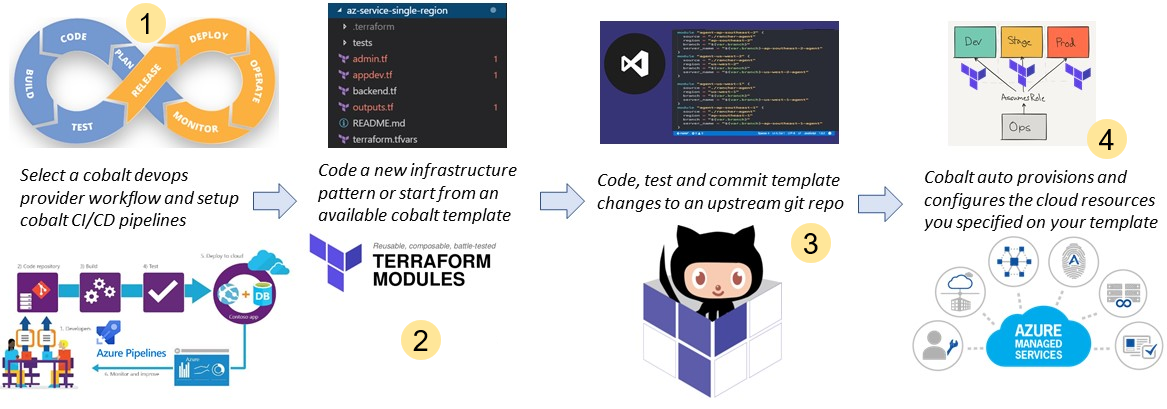 1
CODE
PLAN
BUILD
TEST
RELEASE
DEPLOY
OPERATE
MONITOR
Select a cobalt devops
provider workflow and setup
cobalt CI/CD pipelines
2) Code repository
3) Build
4) Test
5. Deploy to cloud
DB
Contoso app
1. Developers
Azure Pipelines
Azure
6. Monitor and improve
az-service-single-region
.terraform
tests
admin.tf 1
appdev.tf 1
backend.tf
outputs.tf 1
README.md
terraform.tfvars
Code a new infrastructure
pattern or start from an
available cobalt template
Reusable, composable, battle-tested
TERRAFORM
MODULES
2
Code, test and commit template
changes to an upstream git repo
3
Dev
Stage
Prod
AssumesRole
Ops
4
Cobalt auto provisions and
configures the cloud resources
you specified on your template
AZURE
MANAGED
SERVICES